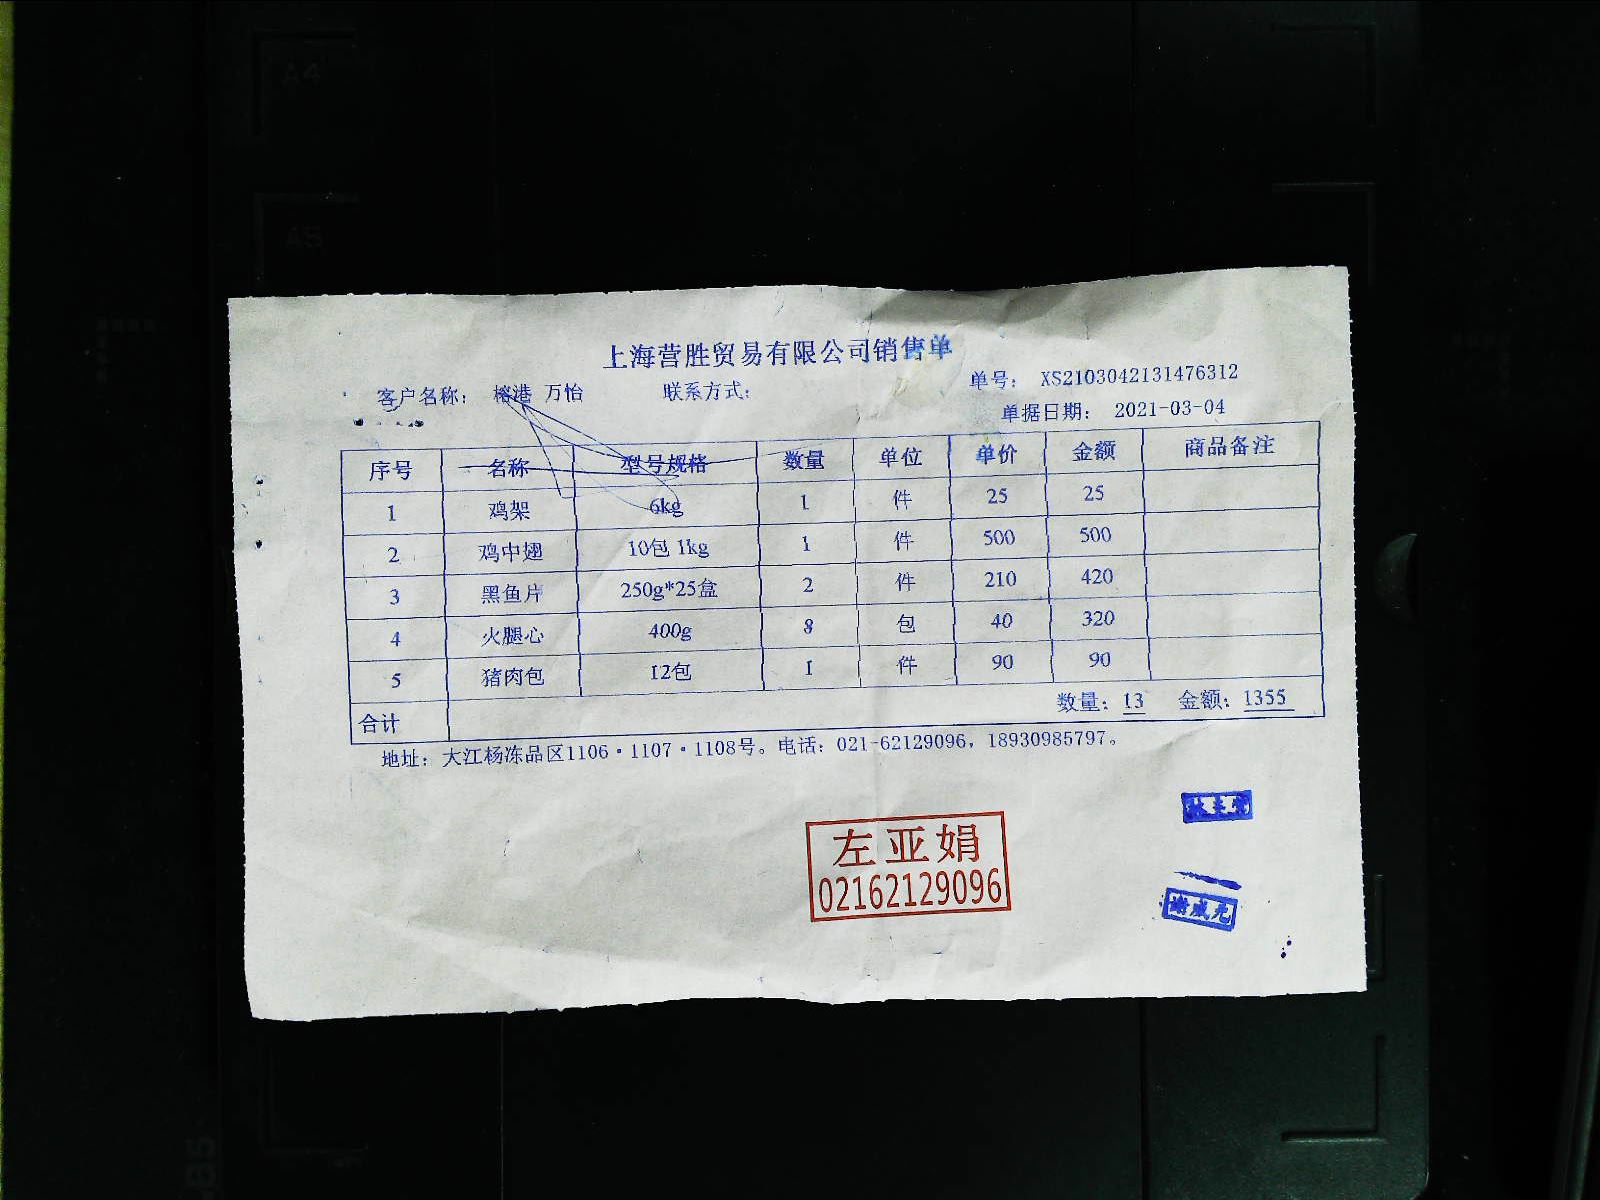 A4
A5
上海营胜贸易有限公司销售单
客户名称： 榕港 万怡 联系方式： 单号： XS2103042131476312
单据日期： 2021-03-04
序号 名称 型号规格 数量 单位 单价 金额 商品备注
1 鸡架 6kg 1 件 25 25
2 鸡中翅 10包 1kg 1 件 500 500
3 黑鱼片 250g*25盒 2 件 210 420
4 火腿心 400g 8 包 40 320
5 猪肉包 12包 1 件 90 90
合计 数量：13 金额：1355
地址：大江杨冻品区1106·1107·1108号。电话：021-62129096，18930985797。
左亚娟
02162129096
B5